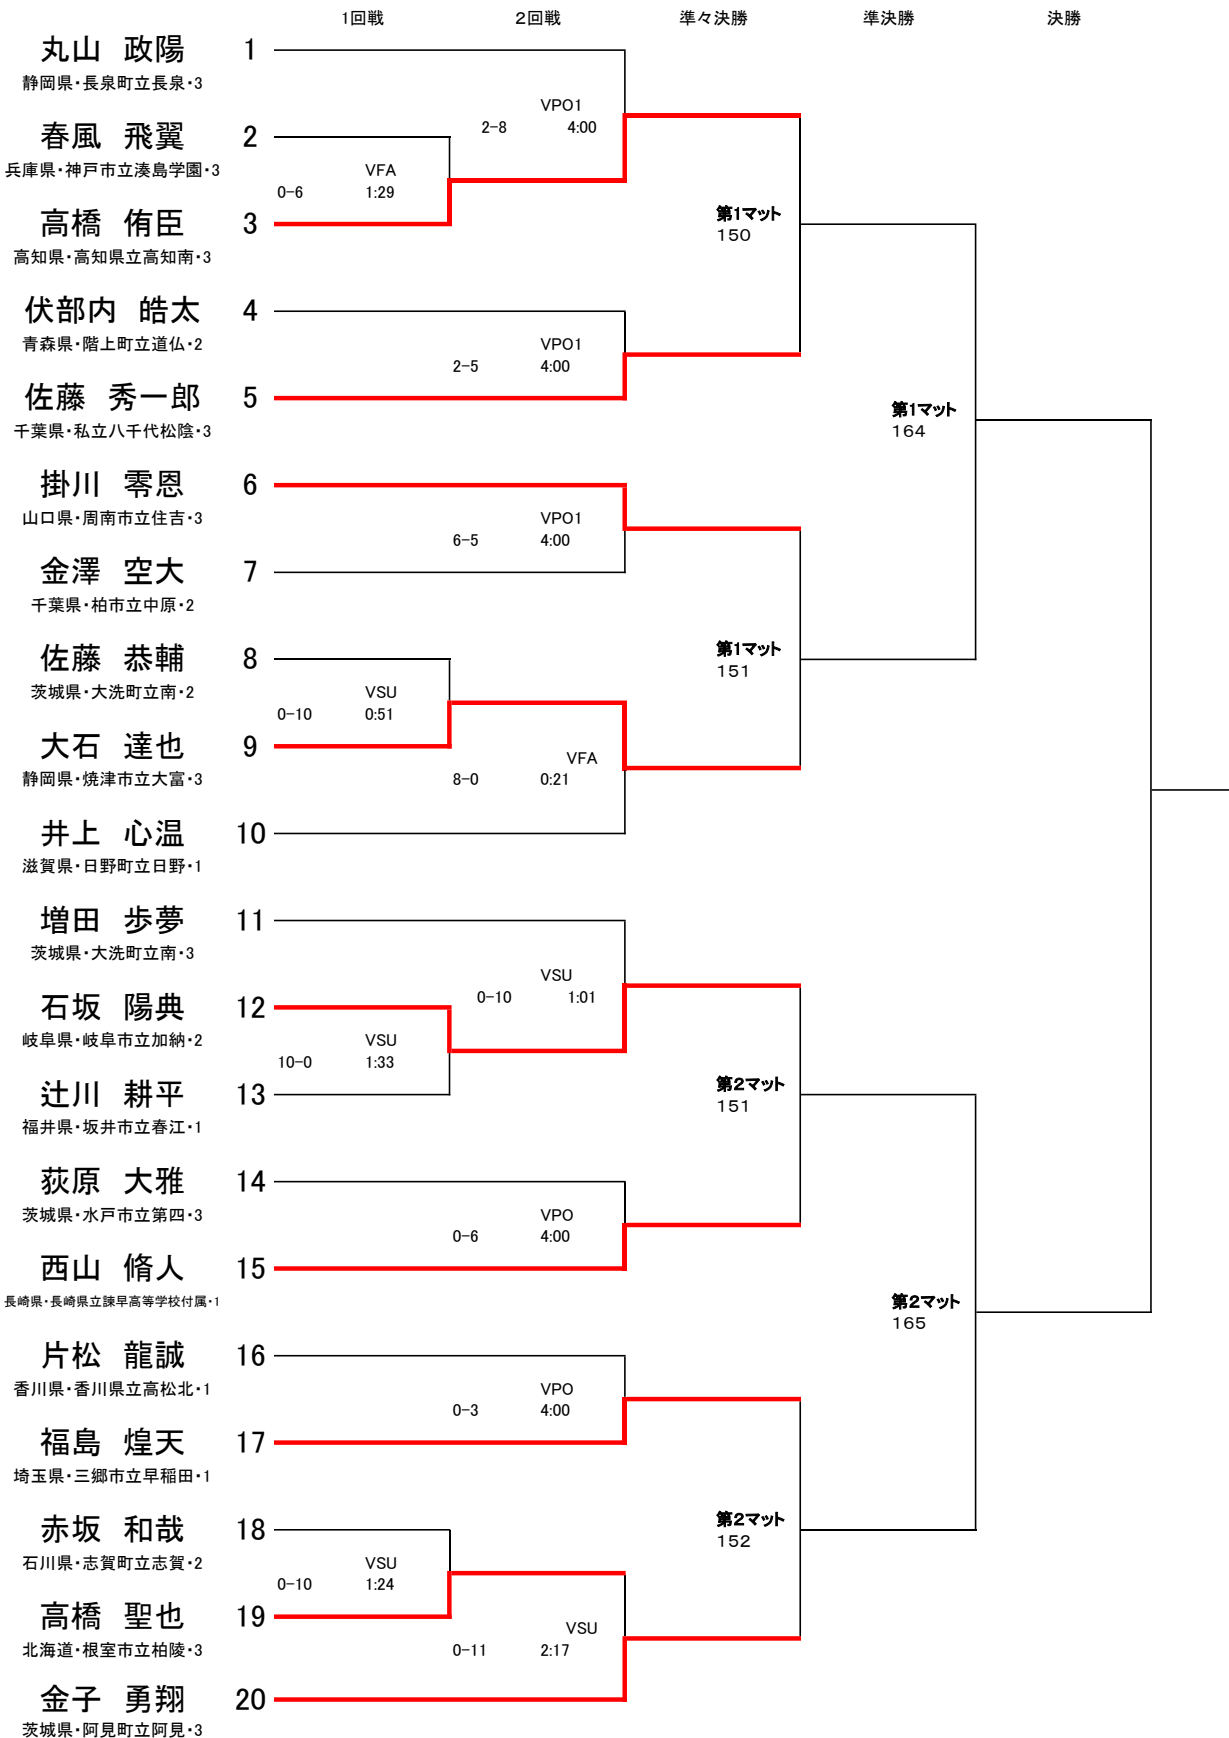 1回戦 2回戦 準々決勝 準決勝 決勝
丸山 政陽 1
静岡県・長泉町立長泉・3
VPO1
2-8 4:00
春風 飛翼 2
兵庫県・神戸市立湊島学園・3
VFA
0-6 1:29
高橋 侑臣 3
高知県・高知県立高知南・3
第1マット
150
伏部内 皓太 4
青森県・階上町立道仏・2
VPO1
2-5 4:00
佐藤 秀一郎 5
千葉県・私立八千代松陰・3
第1マット
164
掛川 零恩 6
山口県・周南市立住吉・3
VPO1
6-5 4:00
金澤 空大 7
千葉県・柏市立中原・2
佐藤 恭輔 8
茨城県・大洗町立南・2
第1マット
151
VSU
0-10 0:51
大石 達也 9
静岡県・焼津市立大富・3
VFA
8-0 0:21
井上 心温 10
滋賀県・日野町立日野・1
増田 歩夢 11
茨城県・大洗町立南・3
VSU
0-10 1:01
石坂 陽典 12
岐阜県・岐阜市立加納・2
VSU
10-0 1:33
辻川 耕平 13
福井県・坂井市立春江・1
第2マット
151
荻原 大雅 14
茨城県・水戸市立第四・3
VPO
0-6 4:00
西山 脩人 15
長崎県・長崎県立諫早高等学校付属・1
第2マット
165
片松 龍誠 16
香川県・香川県立高松北・1
VPO
0-3 4:00
福島 煌天 17
埼玉県・三郷市立早稲田・1
赤坂 和哉 18
石川県・志賀町立志賀・2
第2マット
152
VSU
0-10 1:24
高橋 聖也 19
北海道・根室市立柏陵・3
VSU
0-11 2:17
金子 勇翔 20
茨城県・阿見町立阿見・3